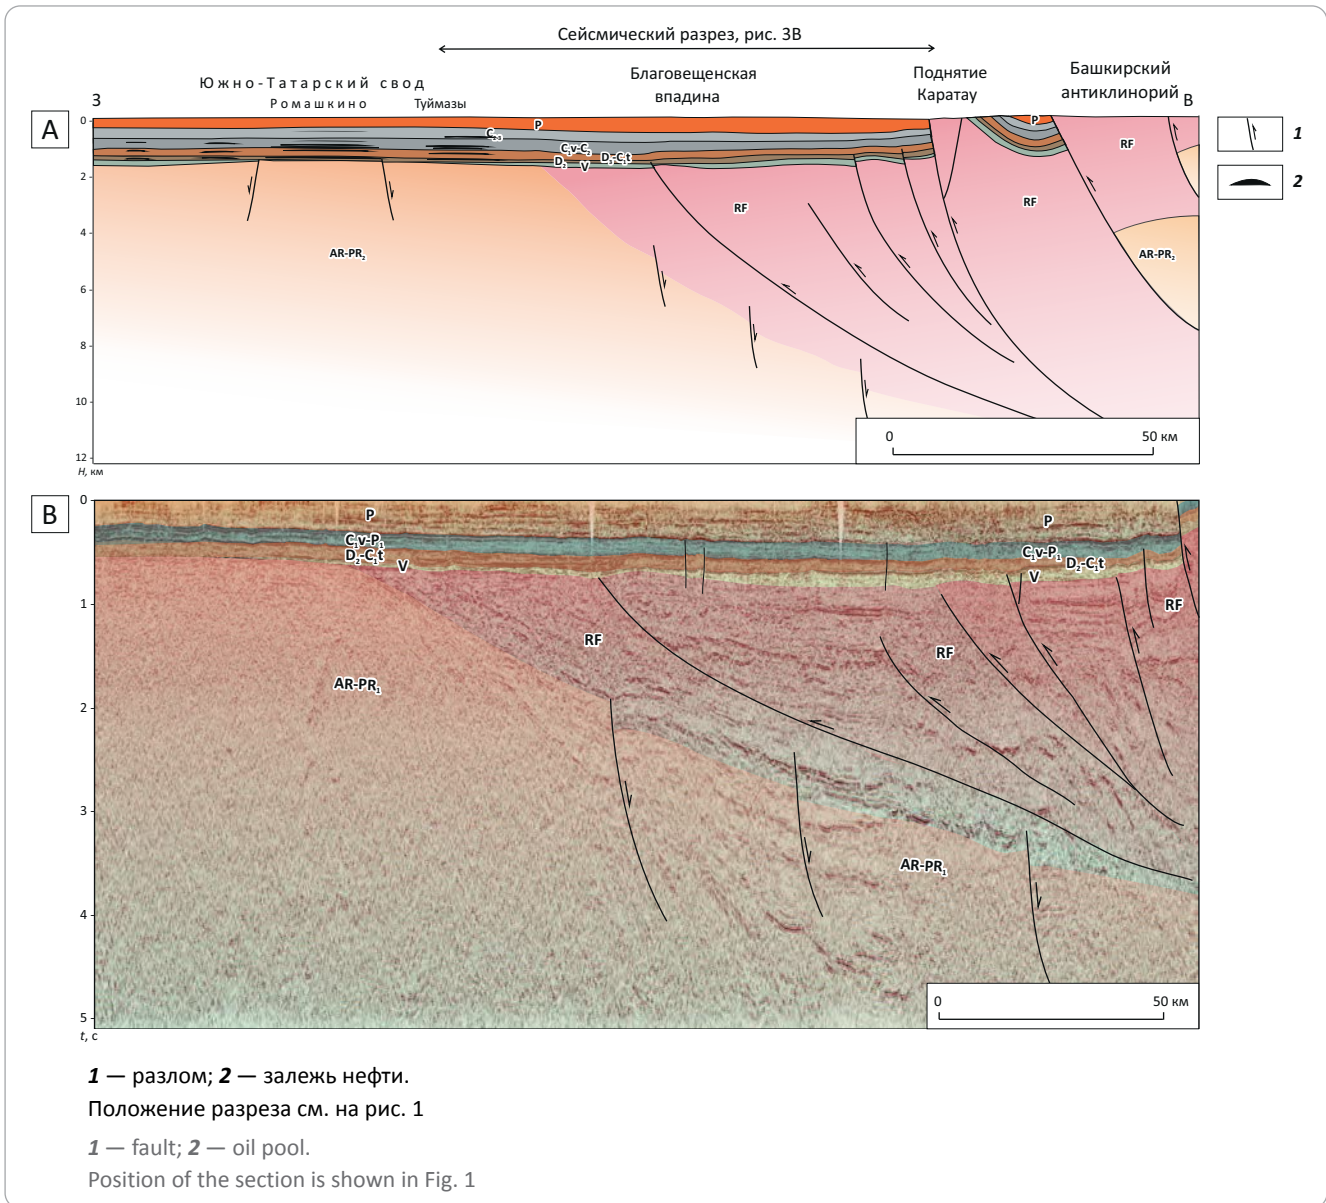 Сейсмический разрез, рис. 3В
Южно-Татарский свод
Ромашкино Туймазы
Благовещенская
впадина
Поднятие
Каратау
Башкирский
антиклинорий
З В
A
0
2
4
6
8
10
12
H, км
P
C₁v-C₂
D₃-C₁t
D₂
V
RF
RF
RF
AR-PR₂
AR-PR₂
0 50 км
1
2
B
0
1
2
3
4
5
t, с
P
C₁v-P₁
D₂-C₁t
V
P
C₁v-P₁
D₂-C₁t
V
RF
RF
RF
AR-PR₁
AR-PR₁
0 50 км
1 — разлом; 2 — залежь нефти.
Положение разреза см. на рис. 1
1 — fault; 2 — oil pool.
Position of the section is shown in Fig. 1